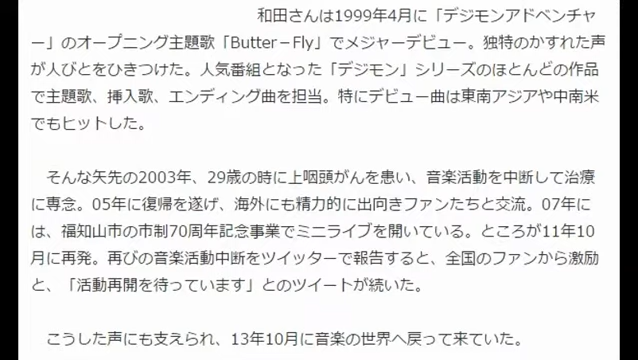 和田さんは1999年4月に「デジモンアドベンチャ
ー」のオープニング主題歌「Butter－Fly」でメジャーデビュー。独特のかすれた声
が人びとをひきつけた。人気番組となった「デジモン」シリーズのほとんどの作品
で主題歌、挿入歌、エンディング曲を担当。特にデビュー曲は東南アジアや中南米
でもヒットした。
そんな矢先の2003年、29歳の時に上咽頭がんを患い、音楽活動を中断して治療
に専念。05年に復帰を遂げ、海外にも精力的に出向きファンたちと交流。07年に
は、福知山市の市制70周年記念事業でミニライブを開いている。ところが11年10
月に再発。再びの音楽活動中断をツイッターで報告すると、全国のファンから激励
と、「活動再開を待っています」とのツイートが続いた。
こうした声にも支えられ、13年10月に音楽の世界へ戻って来ていた。